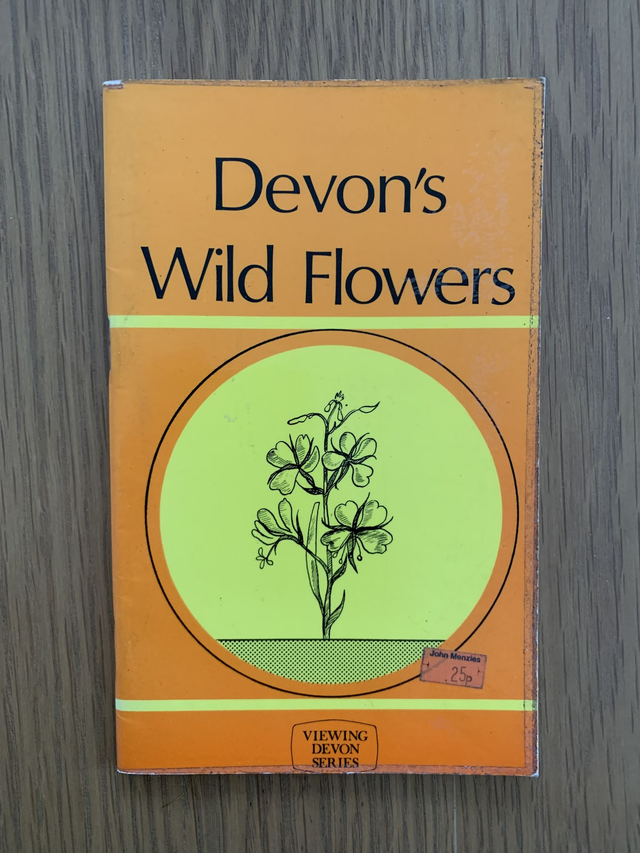 Devon's
Wild Flowers
John Menzies
25p
VIEWING
DEVON
SERIES